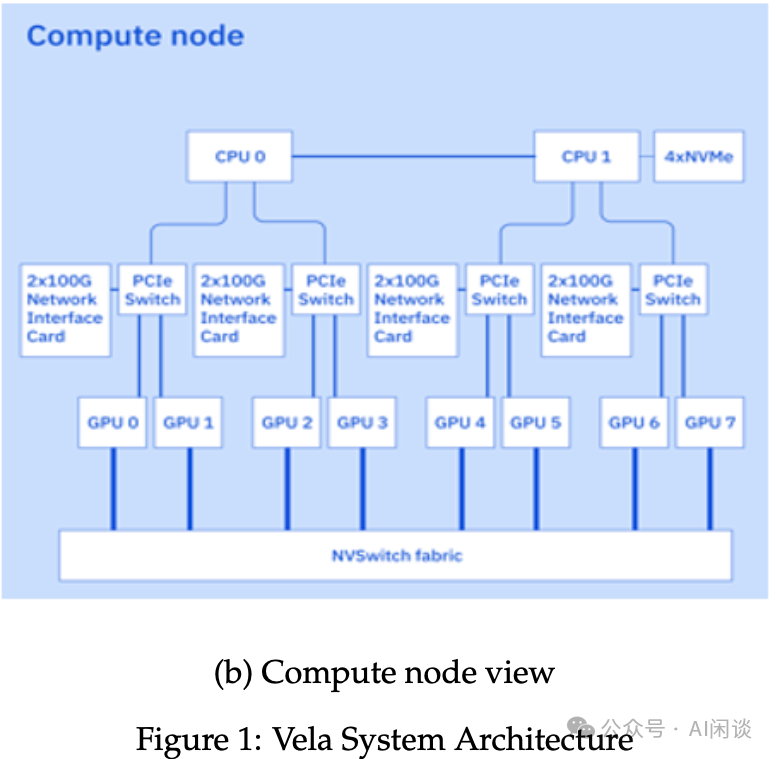 Compute node
CPU 0
CPU 1
4xNVMe
2x100G
Network
Interface
Card
PCIe
Switch
2x100G
Network
Interface
Card
PCIe
Switch
2x100G
Network
Interface
Card
PCIe
Switch
2x100G
Network
Interface
Card
PCIe
Switch
GPU 0
GPU 1
GPU 2
GPU 3
GPU 4
GPU 5
GPU 6
GPU 7
NVSwitch fabric
(b) Compute node view
Figure 1: Vela System Architecture
公众号 · AI闲谈